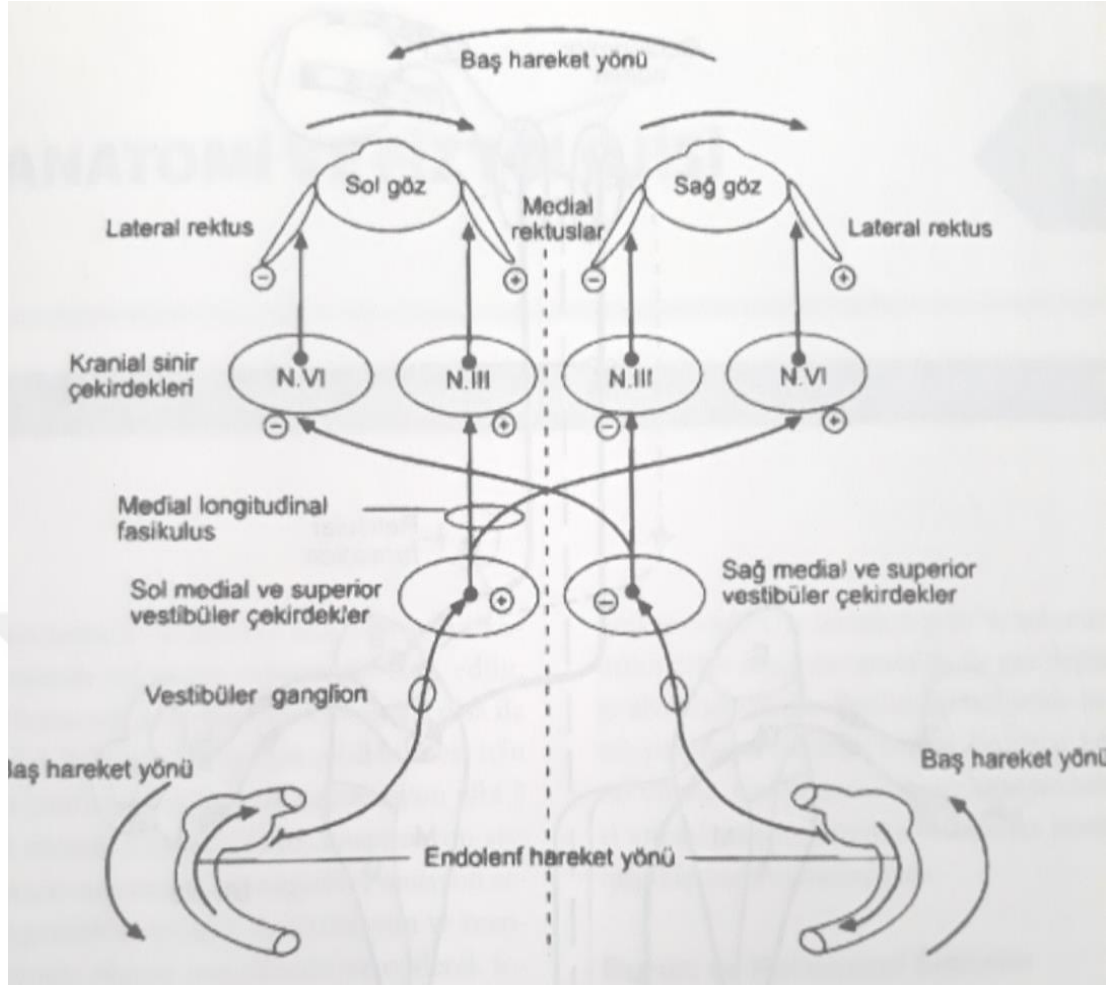 Baş hareket yönü
Sol göz
Sağ göz
Lateral rektus
Medial
rektuslar
Lateral rektus
−
+
−
+
Kranial sinir
çekirdekleri
N.VI
N.III
N.III
N.VI
−
+
−
+
Medial longitudinal
fasikulus
Sol medial ve superior
vestibüler çekirdekler
+
−
Sağ medial ve superior
vestibüler çekirdekler
Vestibüler ganglion
Baş hareket yönü
Baş hareket yönü
Endolenf hareket yönü